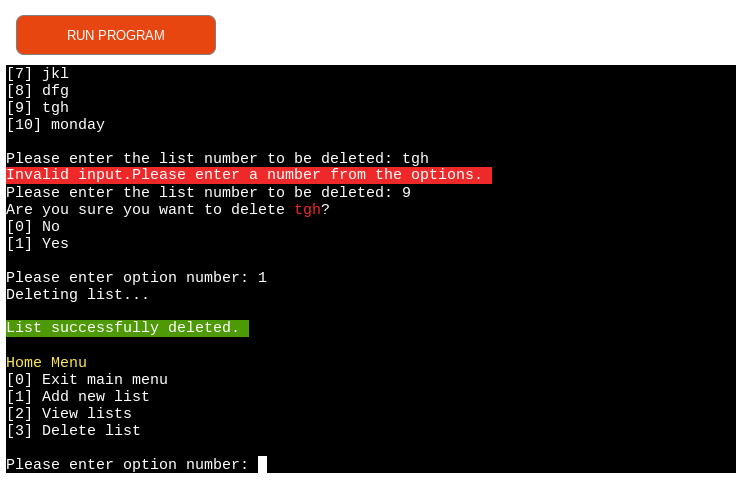 RUN PROGRAM
[7] jkl
[8] dfg
[9] tgh
[10] monday
Please enter the list number to be deleted: tgh
Invalid input.Please enter a number from the options.
Please enter the list number to be deleted: 9
Are you sure you want to delete tgh?
[0] No
[1] Yes
Please enter option number: 1
Deleting list...
List successfully deleted.
Home Menu
[0] Exit main menu
[1] Add new list
[2] View lists
[3] Delete list
Please enter option number: